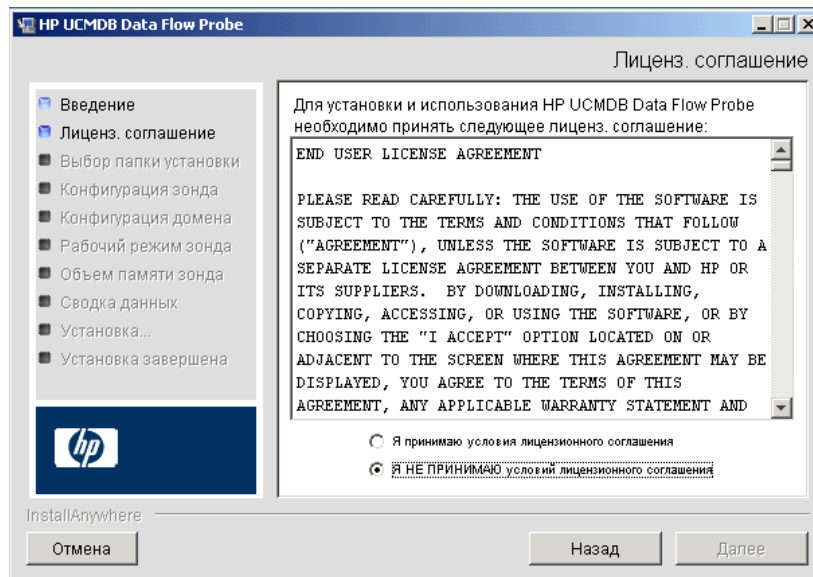 HP UCMDB Data Flow Probe
Лиценз. соглашение
Введение
Лиценз. соглашение
Выбор папки установки
Конфигурация зонда
Конфигурация домена
Рабочий режим зонда
Объем памяти зонда
Сводка данных
Установка...
Установка завершена
hp
Для установки и использования HP UCMDB Data Flow Probe
необходимо принять следующее лиценз. соглашение:
END USER LICENSE AGREEMENT
PLEASE READ CAREFULLY: THE USE OF THE SOFTWARE IS
SUBJECT TO THE TERMS AND CONDITIONS THAT FOLLOW
("AGREEMENT"), UNLESS THE SOFTWARE IS SUBJECT TO A
SEPARATE LICENSE AGREEMENT BETWEEN YOU AND HP OR
ITS SUPPLIERS.  BY DOWNLOADING, INSTALLING,
COPYING, ACCESSING, OR USING THE SOFTWARE, OR BY
CHOOSING THE "I ACCEPT" OPTION LOCATED ON OR
ADJACENT TO THE SCREEN WHERE THIS AGREEMENT MAY BE
DISPLAYED, YOU AGREE TO THE TERMS OF THIS
AGREEMENT, ANY APPLICABLE WARRANTY STATEMENT AND
Я принимаю условия лицензионного соглашения
Я НЕ ПРИНИМАЮ условий лицензионного соглашения
InstallAnywhere
Отмена
Назад
Далее